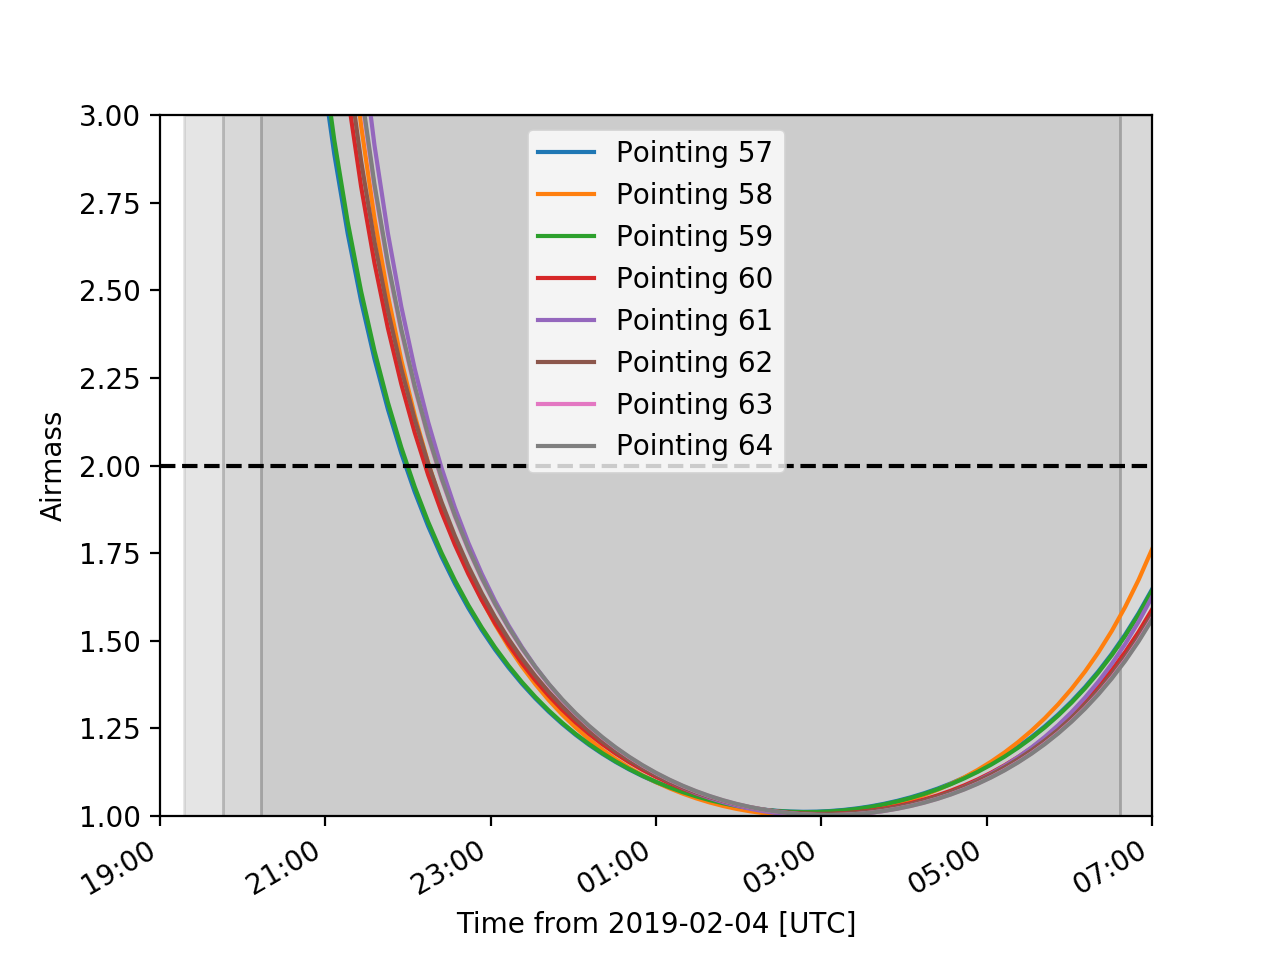 3.00
2.75
2.50
2.25
2.00
1.75
1.50
1.25
1.00
Airmass
Pointing 57
Pointing 58
Pointing 59
Pointing 60
Pointing 61
Pointing 62
Pointing 63
Pointing 64
19:00
21:00
23:00
01:00
03:00
05:00
07:00
Time from 2019-02-04 [UTC]